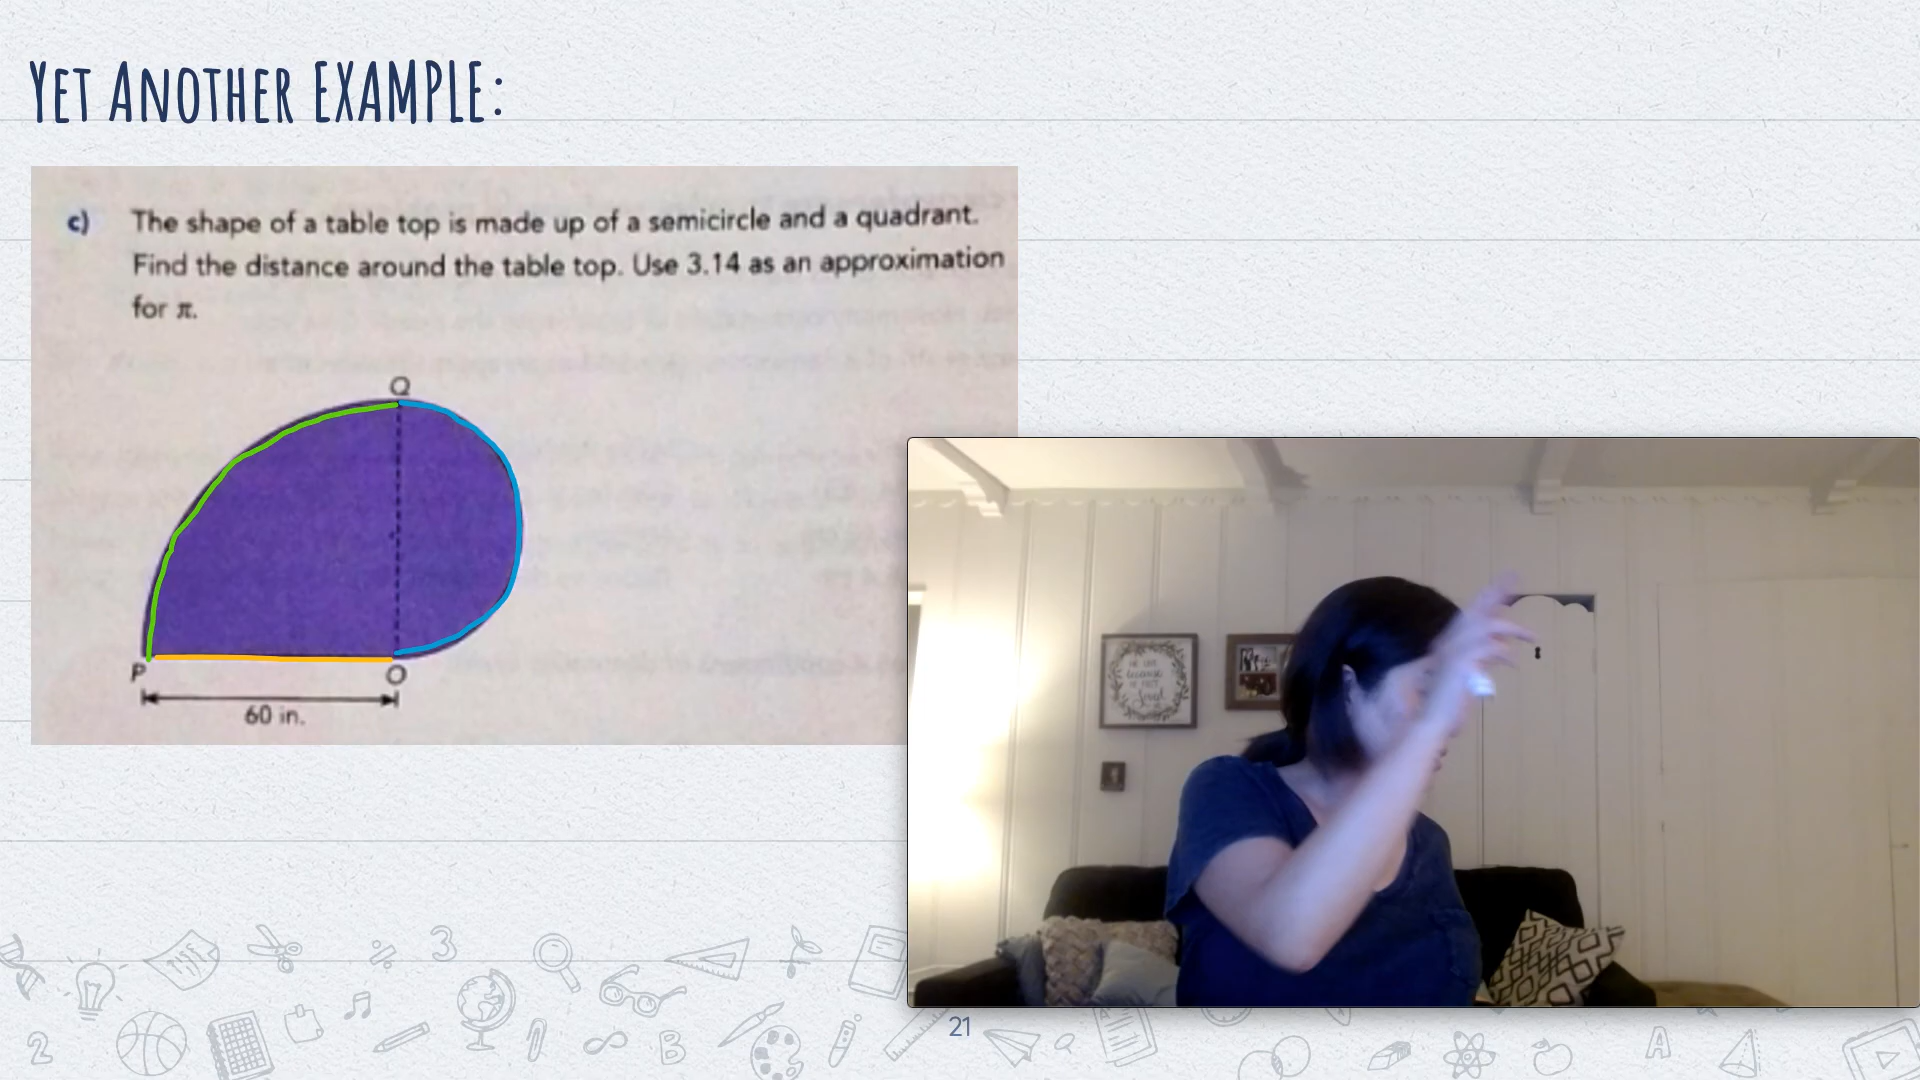 YET ANOTHER EXAMPLE:
c) The shape of a table top is made up of a semicircle and a quadrant.
Find the distance around the table top. Use 3.14 as an approximation
for π.
Q
P
O
60 in.
21